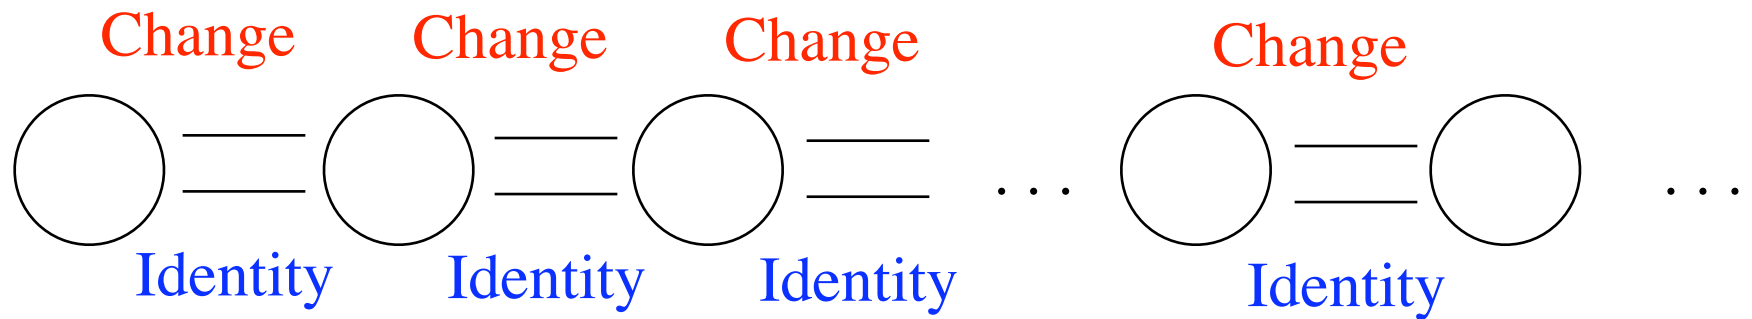 Change Change Change Change
. . . . . .
Identity Identity Identity Identity